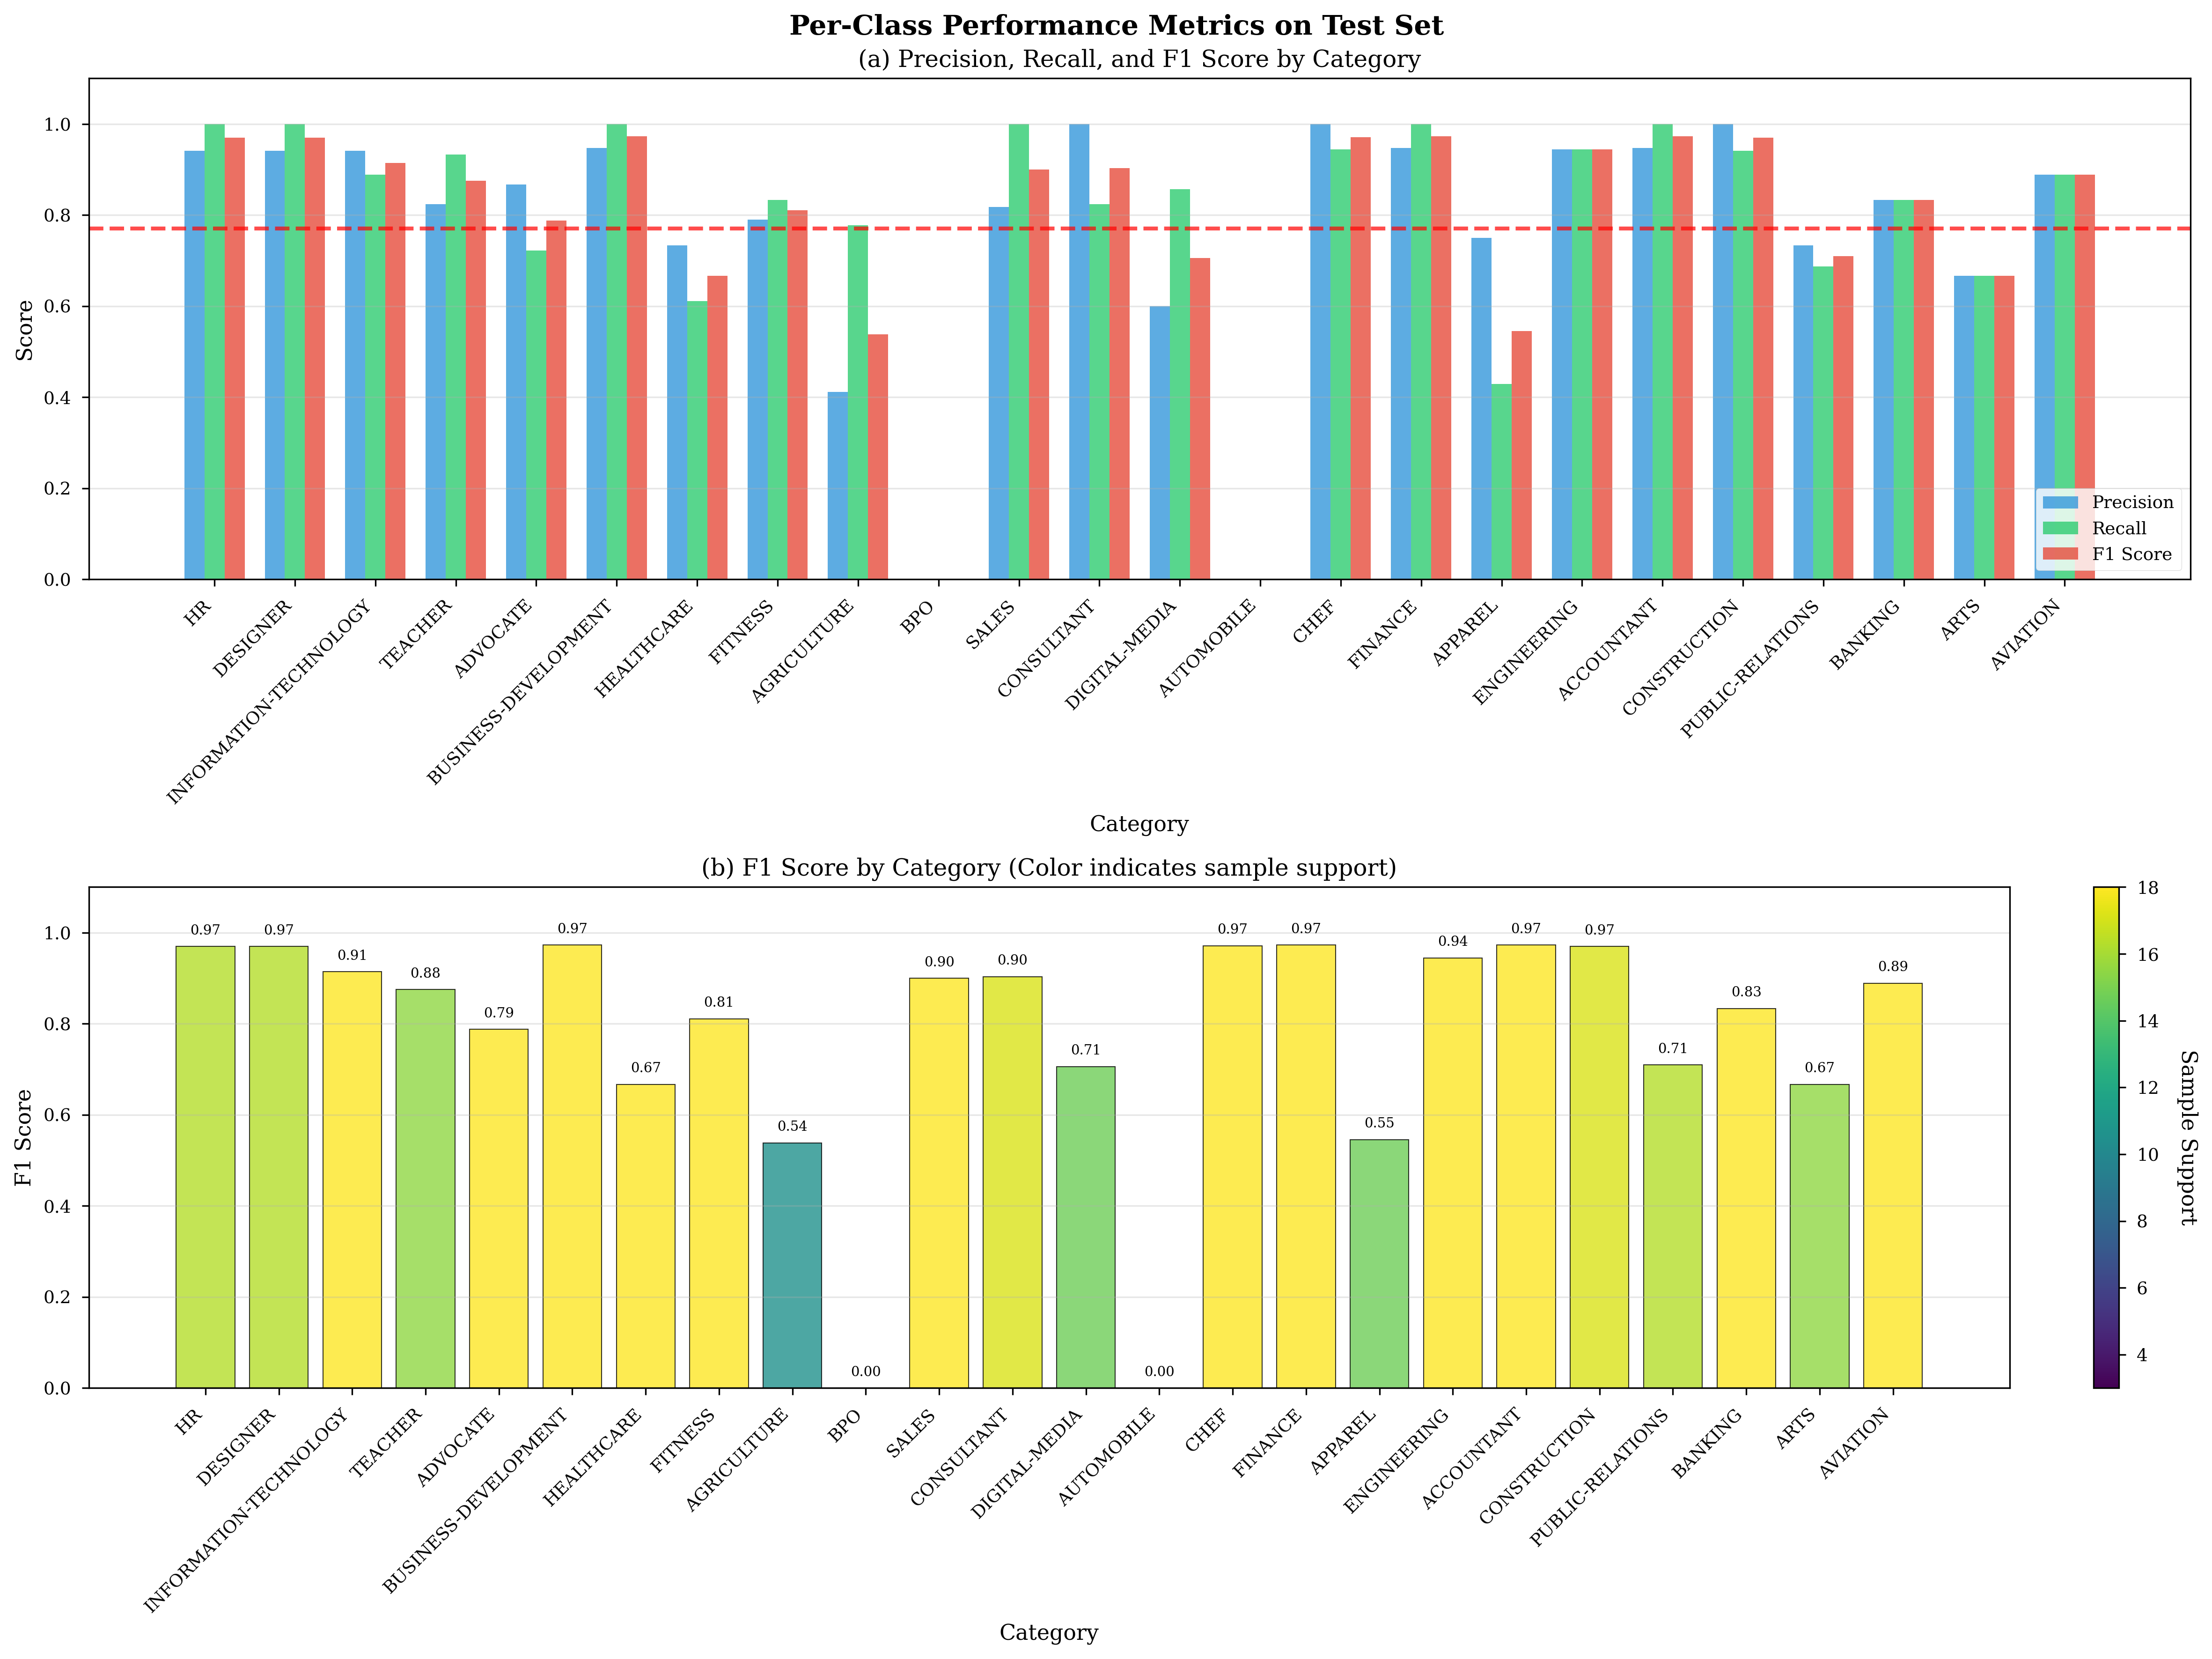 Per-Class Performance Metrics on Test Set
(a) Precision, Recall, and F1 Score by Category
Score
1.0
0.8
0.6
0.4
0.2
0.0
Precision
Recall
F1 Score
HR
DESIGNER
INFORMATION-TECHNOLOGY
TEACHER
ADVOCATE
BUSINESS-DEVELOPMENT
HEALTHCARE
FITNESS
AGRICULTURE
BPO
SALES
CONSULTANT
DIGITAL-MEDIA
AUTOMOBILE
CHEF
FINANCE
APPAREL
ENGINEERING
ACCOUNTANT
CONSTRUCTION
PUBLIC-RELATIONS
BANKING
ARTS
AVIATION
Category
(b) F1 Score by Category (Color indicates sample support)
F1 Score
1.0
0.8
0.6
0.4
0.2
0.0
0.97
0.97
0.91
0.88
0.79
0.97
0.67
0.81
0.54
0.00
0.90
0.90
0.71
0.00
0.97
0.97
0.55
0.94
0.97
0.97
0.71
0.83
0.67
0.89
HR
DESIGNER
INFORMATION-TECHNOLOGY
TEACHER
ADVOCATE
BUSINESS-DEVELOPMENT
HEALTHCARE
FITNESS
AGRICULTURE
BPO
SALES
CONSULTANT
DIGITAL-MEDIA
AUTOMOBILE
CHEF
FINANCE
APPAREL
ENGINEERING
ACCOUNTANT
CONSTRUCTION
PUBLIC-RELATIONS
BANKING
ARTS
AVIATION
Category
18
16
14
12
10
8
6
4
Sample Support